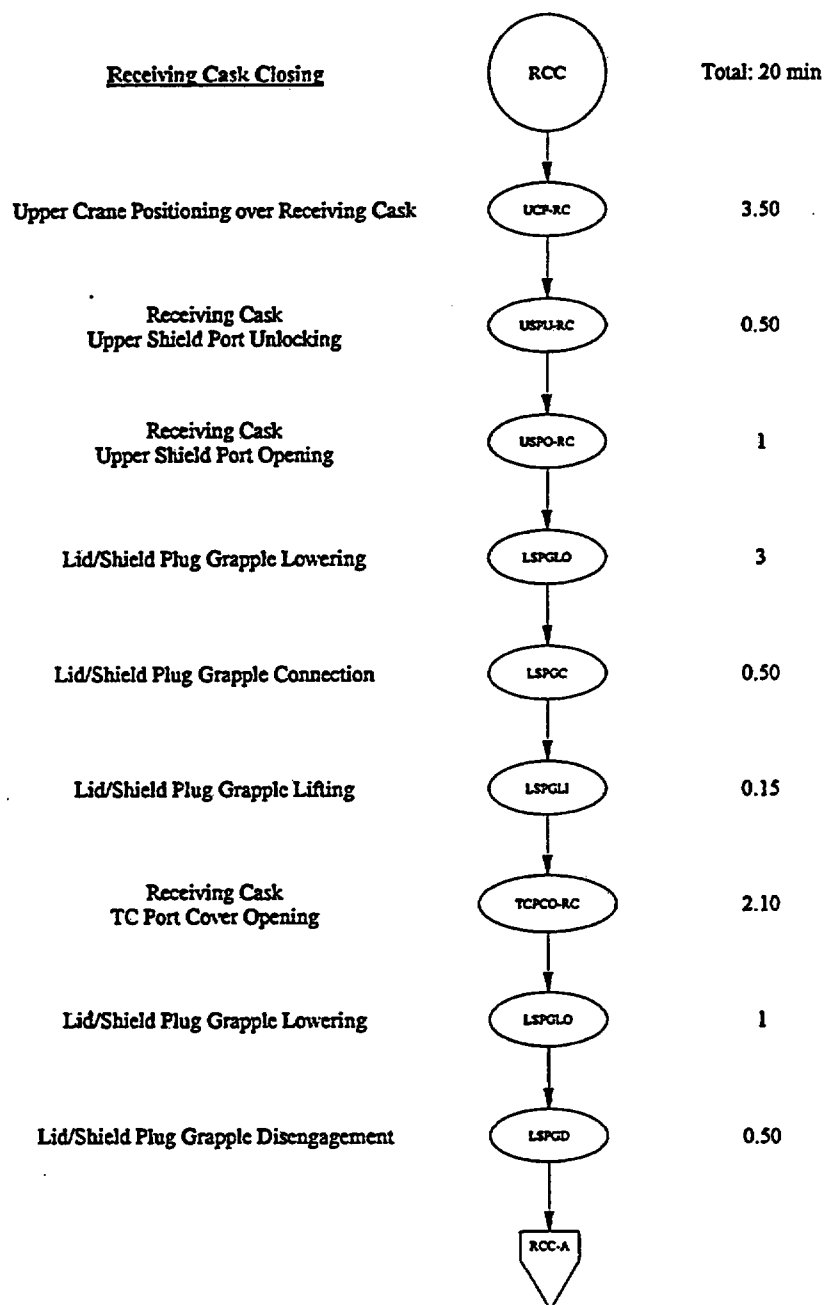 Receiving Cask Closing RCC Total: 20 min
Upper Crane Positioning over Receiving Cask UCP-RC 3.50
Receiving Cask
Upper Shield Port Unlocking USPU-RC 0.50
Receiving Cask
Upper Shield Port Opening USPO-RC 1
Lid/Shield Plug Grapple Lowering LSPGLO 3
Lid/Shield Plug Grapple Connection LSPGC 0.50
Lid/Shield Plug Grapple Lifting LSPGLI 0.15
Receiving Cask
TC Port Cover Opening TCPCO-RC 2.10
Lid/Shield Plug Grapple Lowering LSPGLO 1
Lid/Shield Plug Grapple Disengagement LSPGD 0.50
RCC-A